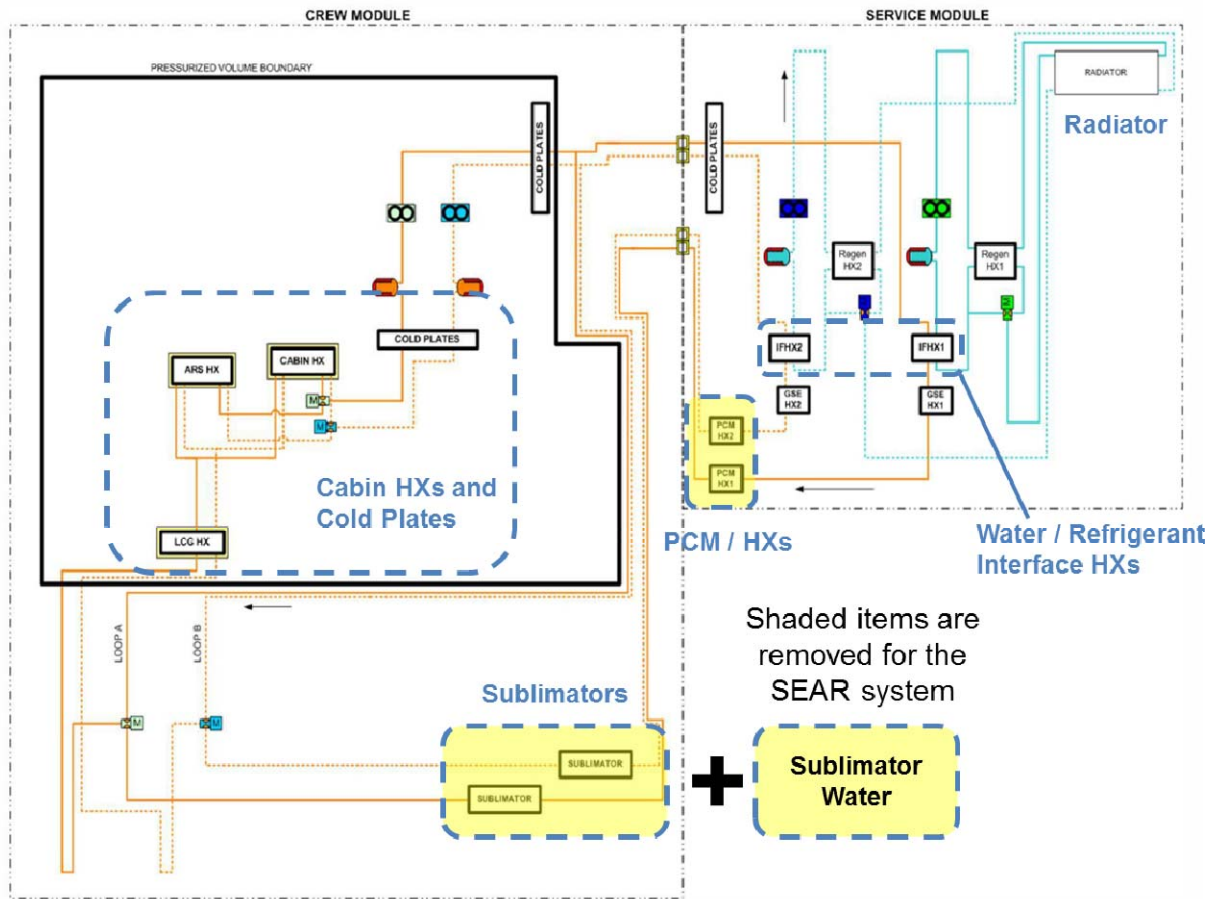 CREW MODULE
SERVICE MODULE
PRESSURIZED VOLUME BOUNDARY
RADIATOR
Radiator
COLD PLATES
COLD PLATES
Regen
HX2
Regen
HX1
COLD PLATES
IFHX2
IFHX1
ARS HX
CABIN HX
M
M
M
GSE
HX2
GSE
HX1
PCM
HX2
PCM
HX1
Cabin HXs and
Cold Plates
LCG HX
PCM / HXs
Water / Refrigerant
Interface HXs
LOOP A
LOOP B
Shaded items are
removed for the
SEAR system
Sublimators
M
M
SUBLIMATOR
SUBLIMATOR
Sublimator
Water